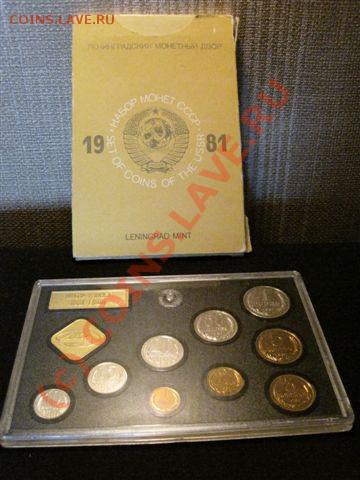 COINS.LAVE.RU
ЛЕНИНГРАДСКИЙ МОНЕТНЫЙ ДВОР
· НАБОР МОНЕТ СССР ·
19 81
SET OF COINS OF THE USSR
LENINGRAD MINT
(c) COINS.LAVE.RU